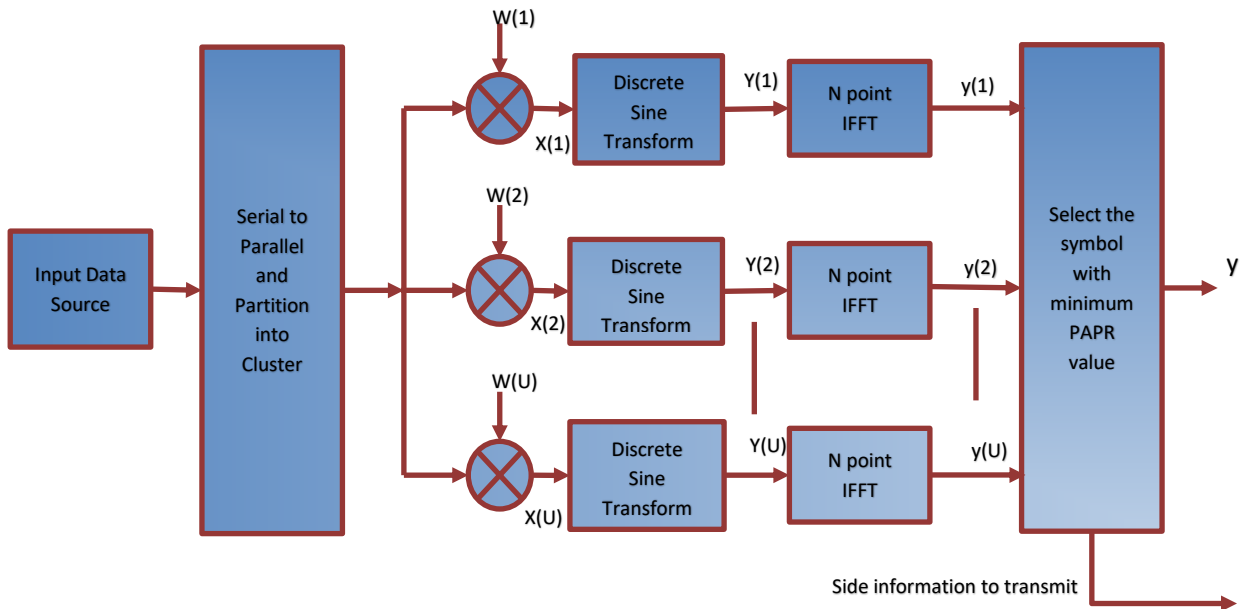 W(1)
Discrete
Sine
Transform
Y(1)
N point
IFFT
y(1)
X(1)
Input Data
Source
Serial to
Parallel
and
Partition
into
Cluster
W(2)
Discrete
Sine
Transform
Y(2)
N point
IFFT
y(2)
X(2)
Select the
symbol
with
minimum
PAPR
value
y
W(U)
Discrete
Sine
Transform
Y(U)
N point
IFFT
y(U)
X(U)
Side information to transmit